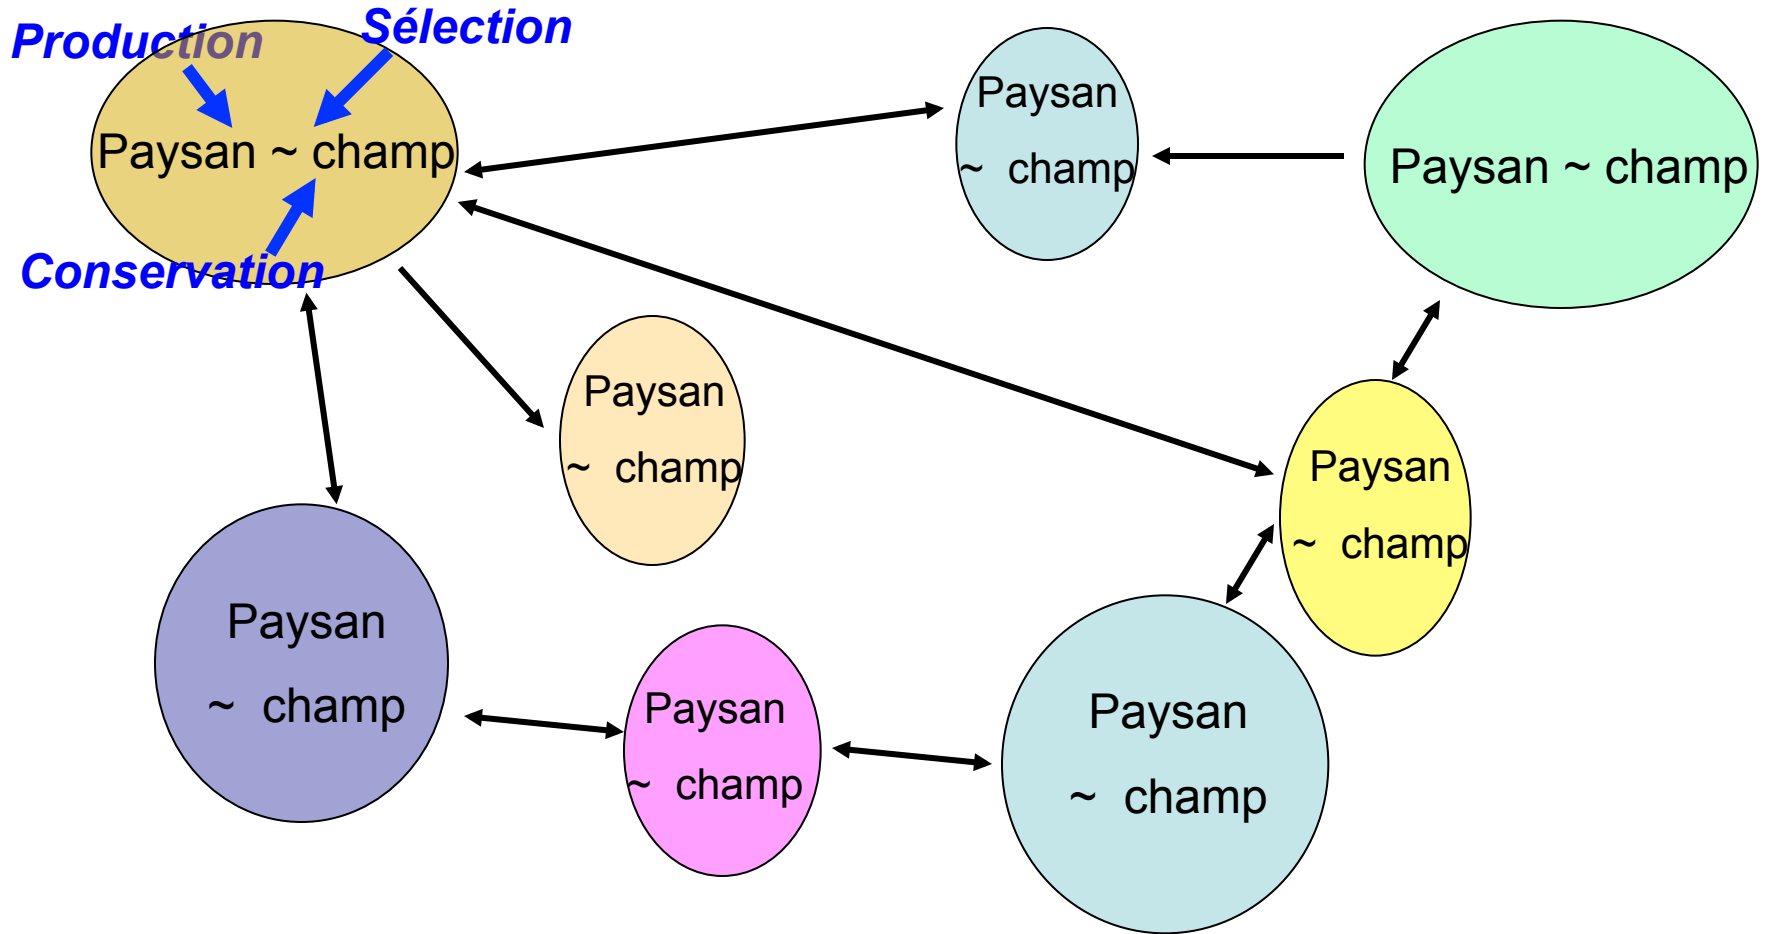 Production
Sélection
Paysan ~ champ
Conservation
Paysan
~ champ
Paysan ~ champ
Paysan
~ champ
Paysan
~ champ
Paysan
~ champ
Paysan
~ champ
Paysan
~ champ